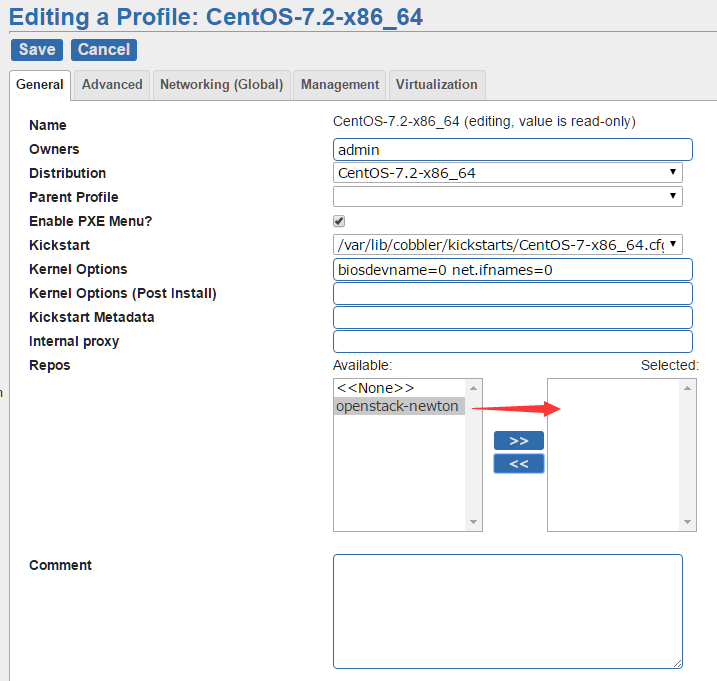 Editing a Profile: CentOS-7.2-x86_64
Save Cancel
General Advanced Networking (Global) Management Virtualization
Name CentOS-7.2-x86_64 (editing, value is read-only)
Owners admin
Distribution CentOS-7.2-x86_64
Parent Profile
Enable PXE Menu?
Kickstart /var/lib/cobbler/kickstarts/CentOS-7-x86_64.cfg
Kernel Options biosdevname=0 net.ifnames=0
Kernel Options (Post Install)
Kickstart Metadata
Internal proxy
Repos Available: Selected:
<<None>>
openstack-newton
>>
<<
Comment